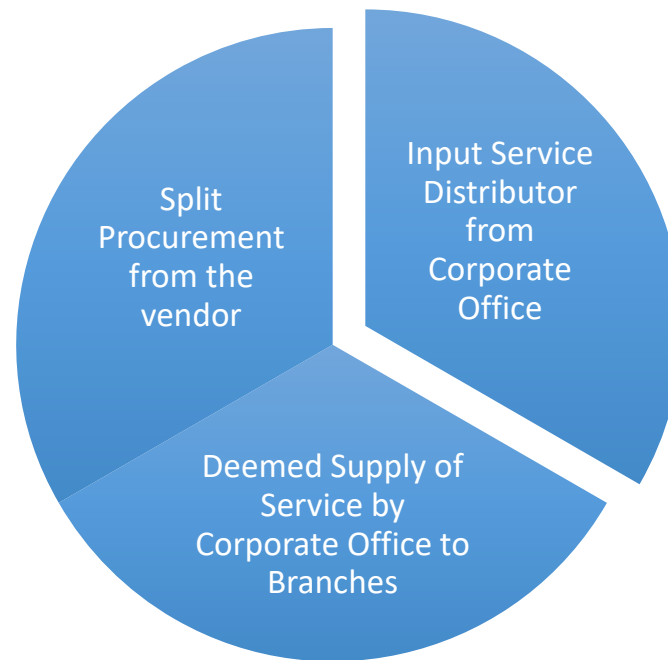 Input Service
Distributor
from
Corporate
Office
Deemed Supply of
Service by
Corporate Office to
Branches
Split
Procurement
from the
vendor